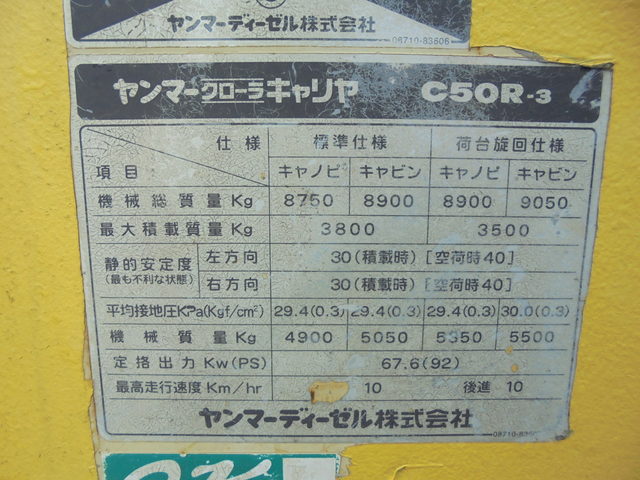 ヤンマーディーゼル株式会社
08710-83606
ヤンマークローラキャリヤ C50R-3
仕様 標準仕様 荷台旋回仕様
項目 キャノピ キャビン キャノピ キャビン
機械総質量Kg 8750 8900 8900 9050
最大積載質量Kg 3800 3500
静的安定度 (最も不利な状態) 左方向 30(積載時)[空荷時40]
右方向 30(積載時)[空荷時40]
平均接地圧KPa(Kgf/cm²) 29.4(0.3) 29.4(0.3) 29.4(0.3) 30.0(0.3)
機械質量Kg 4900 5050 5350 5500
定格出力Kw(PS) 67.6(92)
最高走行速度Km/hr 10 後進 10
ヤンマーディーゼル株式会社